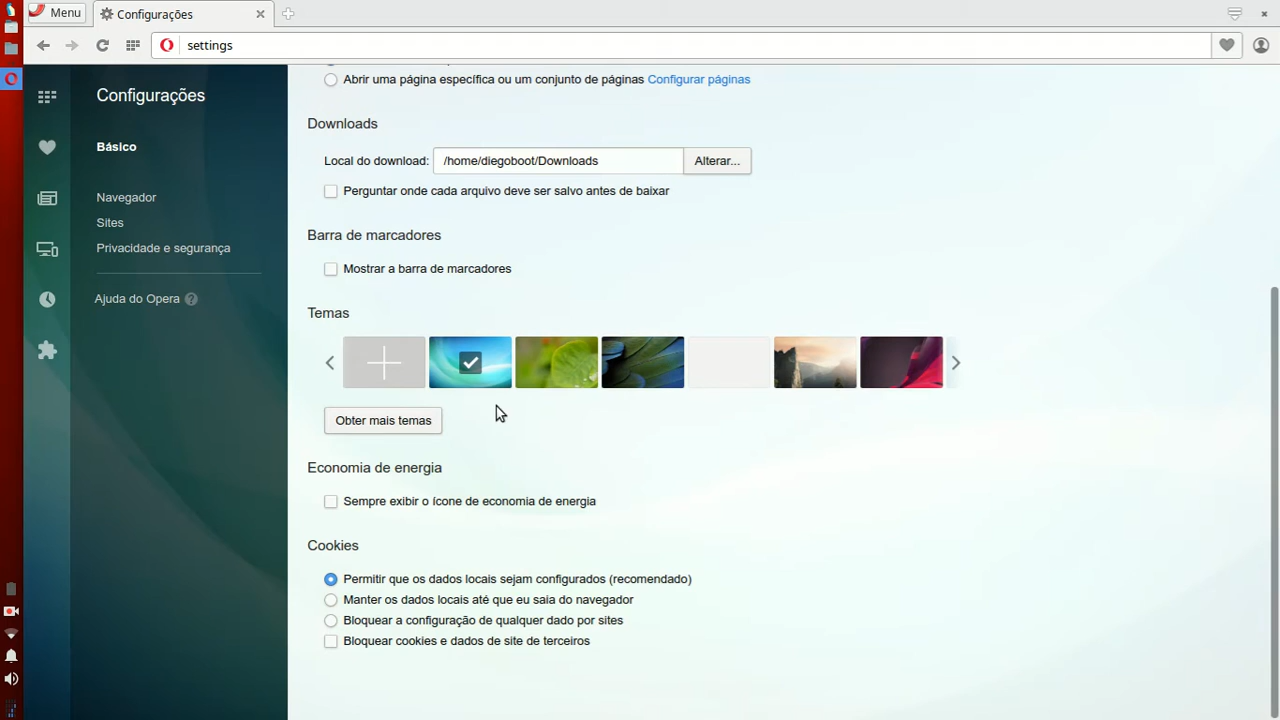 Menu
Configurações
settings
Configurações
Básico
Navegador
Sites
Privacidade e segurança
Ajuda do Opera ?
Abrir uma página específica ou um conjunto de páginas Configurar páginas
Downloads
Local do download: /home/diegoboot/Downloads Alterar...
Perguntar onde cada arquivo deve ser salvo antes de baixar
Barra de marcadores
Mostrar a barra de marcadores
Temas
Obter mais temas
Economia de energia
Sempre exibir o ícone de economia de energia
Cookies
Permitir que os dados locais sejam configurados (recomendado)
Manter os dados locais até que eu saia do navegador
Bloquear a configuração de qualquer dado por sites
Bloquear cookies e dados de site de terceiros